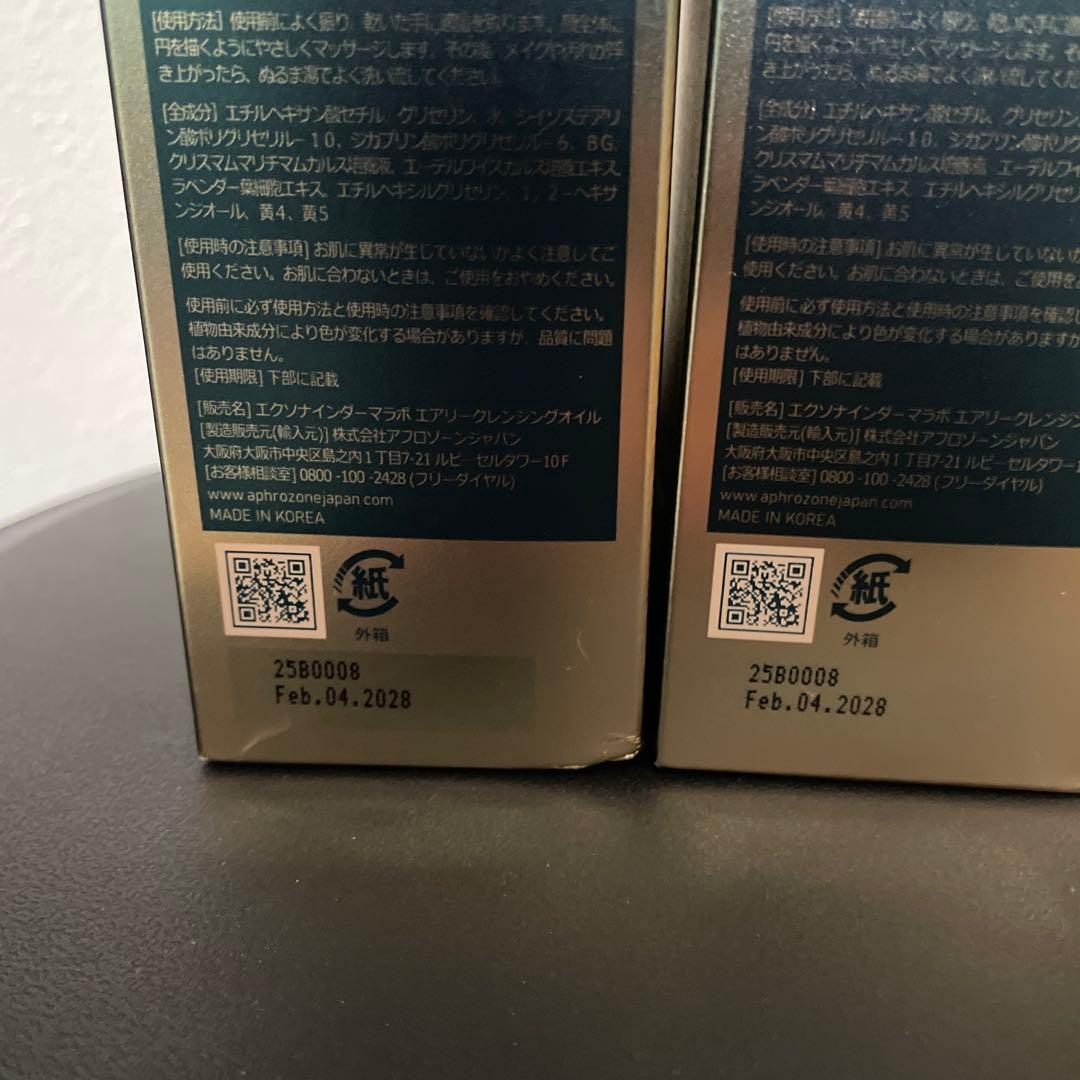 [使用方法] 使用前によく振り、乾いた手に適量を取ります。顔全体に
円を描くようにやさしくマッサージします。その後、メイクや汚れが浮
き上がったら、ぬるま湯でよく洗い流してください。
[全成分] エチルヘキサン酸セチル、グリセリン、水、ジイソステアリ
ン酸ポリグリセリル－10、ジカプリン酸ポリグリセリル－6、BG、
クリスマムマリチマムカルス培養液、エーデルワイスカルス培養エキス、
ラベンダー葉細胞エキス、エチルヘキシルグリセリン、1，2－ヘキサ
ンジオール、黄4、黄5
[使用時の注意事項] お肌に異常が生じていないかよく注意してご
使用ください。お肌に合わないときは、ご使用をおやめください。
使用前に必ず使用方法と使用時の注意事項を確認してください。
植物由来成分により色が変化する場合がありますが、品質に問題
はありません。
[使用期限] 下部に記載
[販売名] エクソナインダーマラボ エアリークレンジングオイル
[製造販売元(輸入元)] 株式会社アフロゾーンジャパン
大阪府大阪市中央区島之内1丁目7-21 ルビーセルタワー10F
[お客様相談室] 0800 -100 -2428 (フリーダイヤル)
www.aphrozonejapan.com
MADE IN KOREA
紙
外箱
25B0008
Feb.04.2028
[使用方法] 使用前によく振り、乾いた手に適
円を描くようにやさしくマッサージします。そ
き上がったら、ぬるま湯でよく洗い流してくだ
[全成分] エチルヘキサン酸セチル、グリセリン
ン酸ポリグリセリル－10、ジカプリン酸ポリグ
クリスマムマリチマムカルス培養液、エーデルワイ
ラベンダー葉細胞エキス、エチルヘキシルグリセリ
ンジオール、黄4、黄5
[使用時の注意事項] お肌に異常が生じていないか
使用ください。お肌に合わないときは、ご使用を
使用前に必ず使用方法と使用時の注意事項を確認
植物由来成分により色が変化する場合がありますが
はありません。
[使用期限] 下部に記載
[販売名] エクソナインダーマラボ エアリークレンジン
[製造販売元(輸入元)] 株式会社アフロゾーンジャパン
大阪府大阪市中央区島之内1丁目7-21 ルビーセルタワー
[お客様相談室] 0800 -100 -2428 (フリーダイヤル)
www.aphrozonejapan.com
MADE IN KOREA
紙
外箱
25B0008
Feb.04.2028